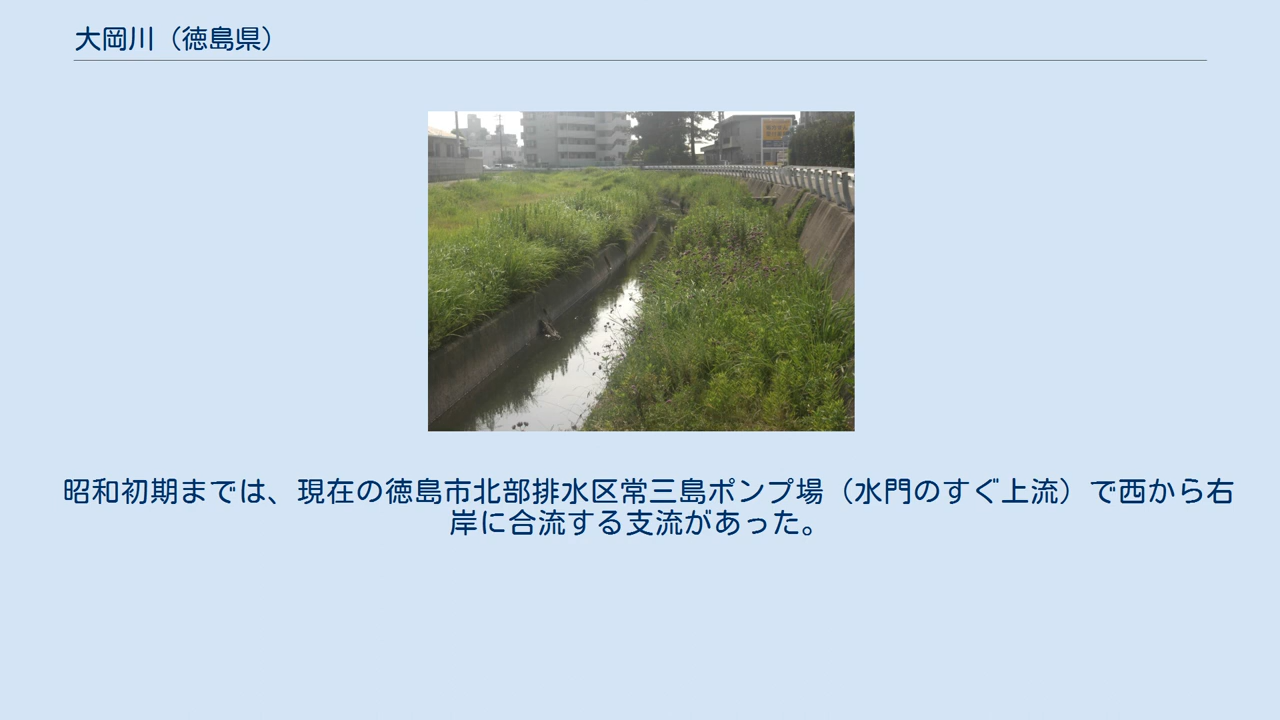 大岡川（徳島県）
昭和初期までは、現在の徳島市北部排水区常三島ポンプ場（水門のすぐ上流）で西から右
岸に合流する支流があった。